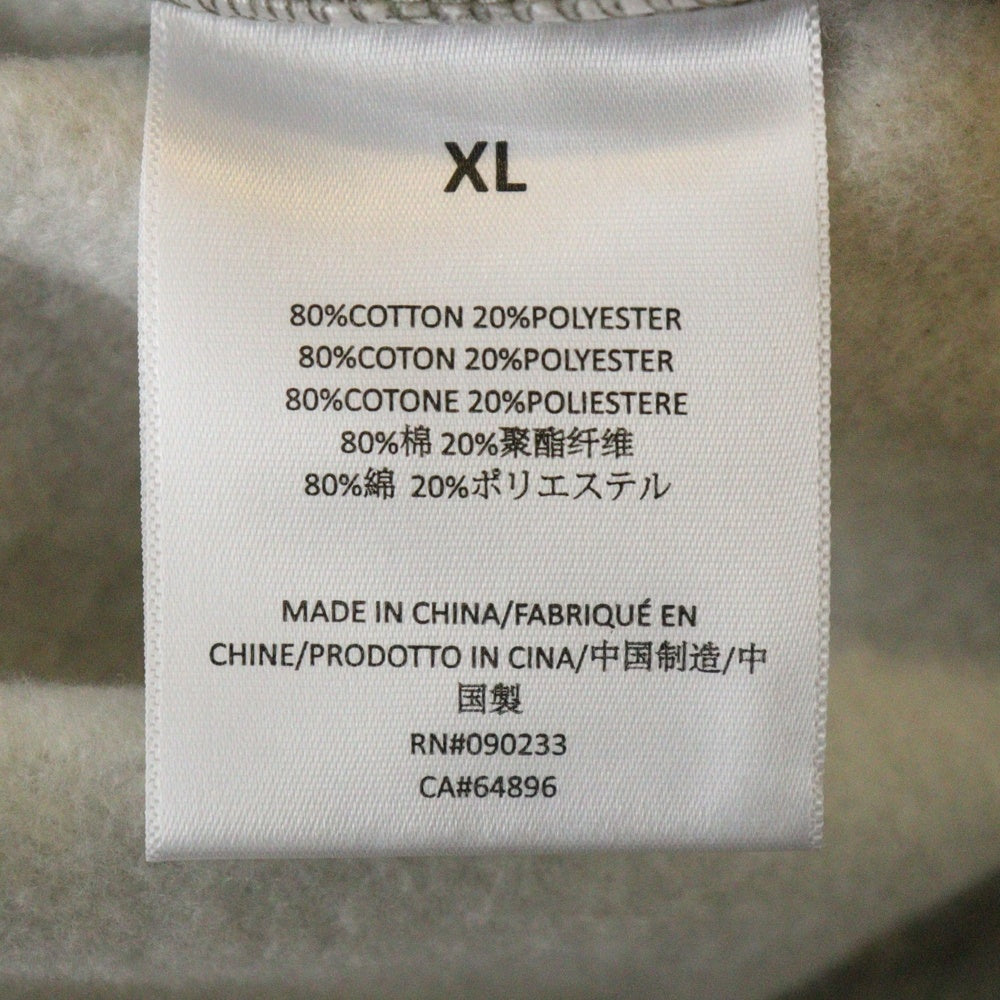 XL
80%COTTON 20%POLYESTER
80%COTON 20%POLYESTER
80%COTONE 20%POLIESTERE
80%棉 20%聚酯纤维
80%綿 20%ポリエステル
MADE IN CHINA/FABRIQUÉ EN
CHINE/PRODOTTO IN CINA/中国制造/中
国製
RN#090233
CA#64896